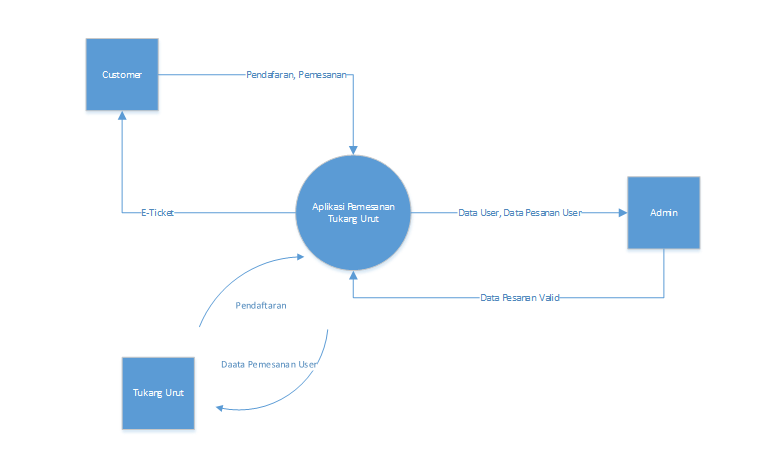 Customer
Pendafaran, Pemesanan
Aplikasi Pemesanan
Tukang Urut
E-Ticket
Data User, Data Pesanan User
Admin
Data Pesanan Valid
Pendaftaran
Daata Pemesanan User
Tukang Urut